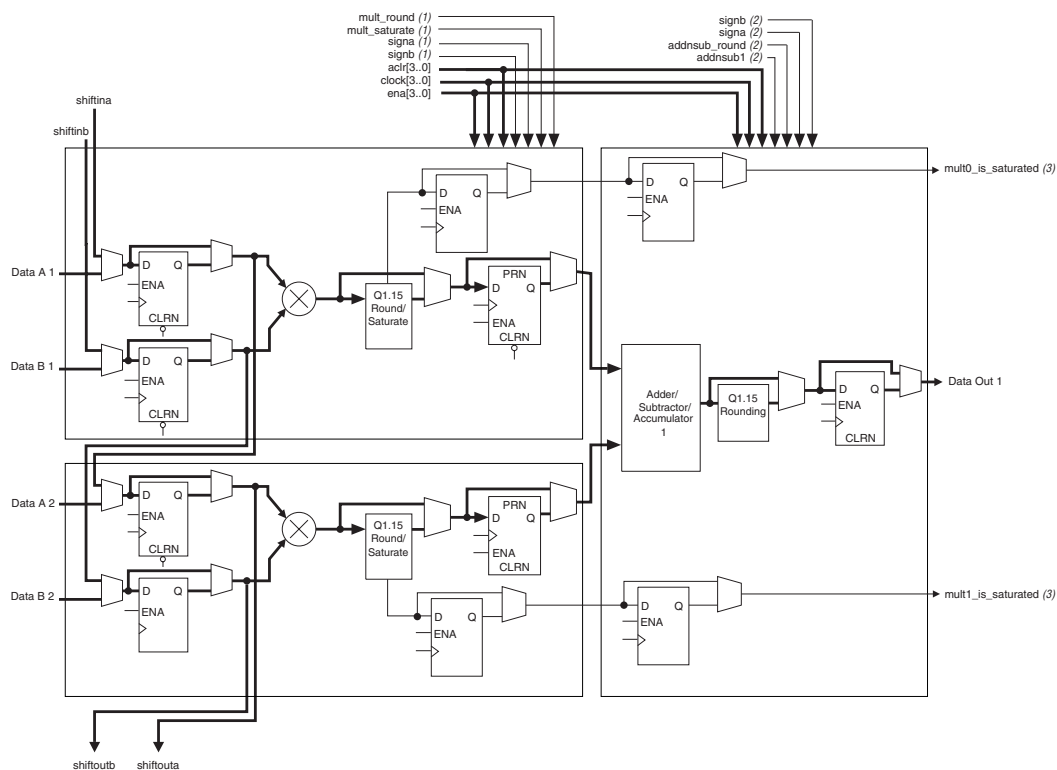 mult_round (1)
mult_saturate (1)
signa (1)
signb (1)
aclr[3..0]
clock[3..0]
ena[3..0]
signb (2)
signa (2)
addnsub_round (2)
addnsub1 (2)
shiftina
shiftinb
D Q
ENA
D Q
ENA
mult0_is_saturated (3)
Data A 1
D Q
ENA
CLRN
Q1.15
Round/
Saturate
PRN
D Q
ENA
CLRN
Data B 1
D Q
ENA
CLRN
Adder/
Subtractor/
Accumulator
1
Q1.15
Rounding
D Q
ENA
CLRN
Data Out 1
Data A 2
D Q
ENA
CLRN
Q1.15
Round/
Saturate
PRN
D Q
ENA
CLRN
Data B 2
D Q
ENA
D Q
ENA
D Q
ENA
mult1_is_saturated (3)
shiftoutb
shiftouta